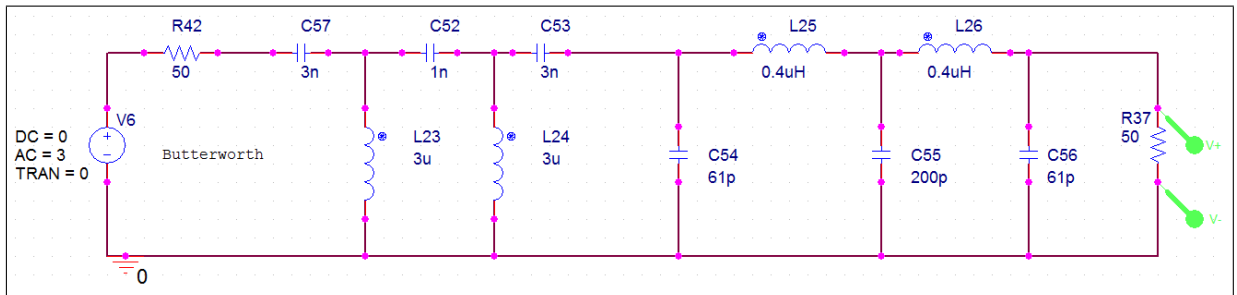 R42
C57
C52
C53
L25
L26
50
3n
1n
3n
0.4uH
0.4uH
V6
DC = 0
AC = 3
TRAN = 0
+
−
Butterworth
L23
3u
L24
3u
C54
61p
C55
200p
C56
61p
R37
50
V+
V-
0